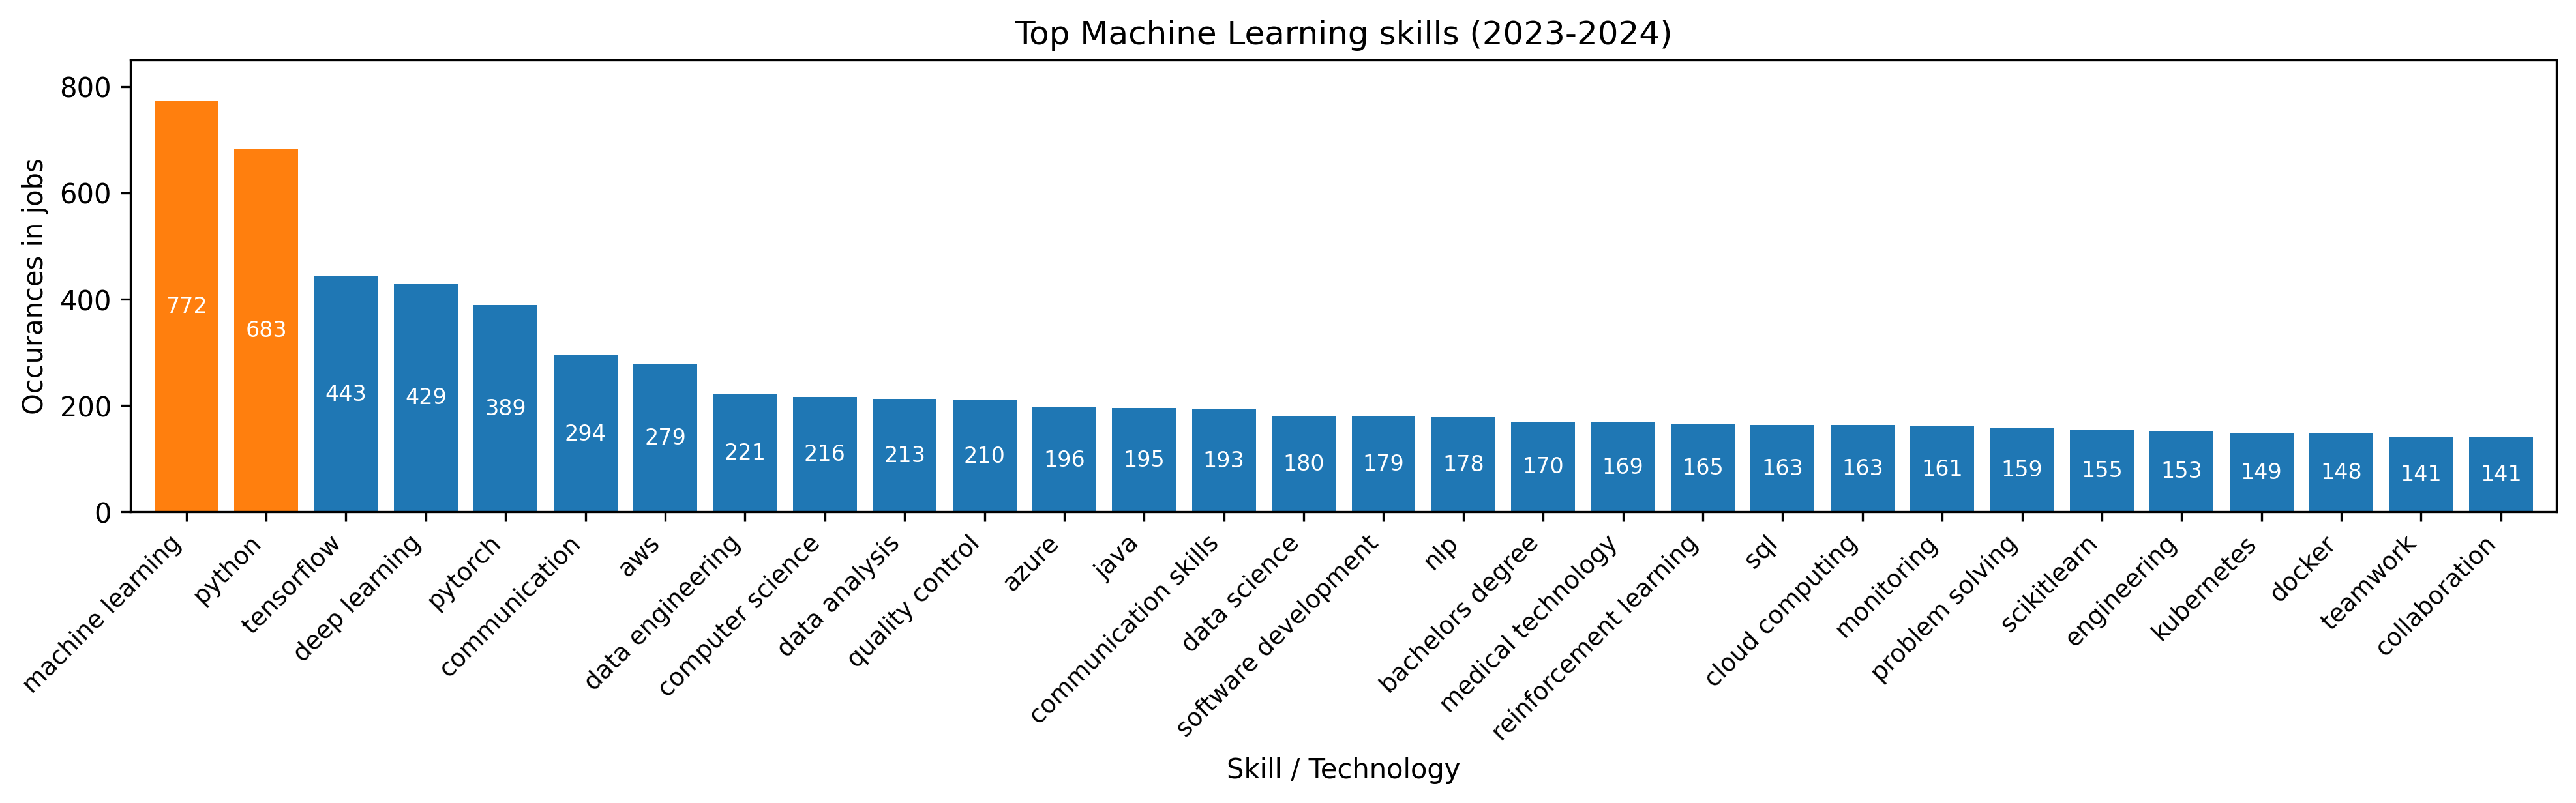 Top Machine Learning skills (2023-2024)
Occurances in jobs
800
600
400
200
0
772
683
443
429
389
294
279
221
216
213
210
196
195
193
180
179
178
170
169
165
163
163
161
159
155
153
149
148
141
141
machine learning
python
tensorflow
deep learning
pytorch
communication
aws
data engineering
computer science
data analysis
quality control
azure
java
communication skills
data science
software development
nlp
bachelors degree
medical technology
reinforcement learning
sql
cloud computing
monitoring
problem solving
scikitlearn
engineering
kubernetes
docker
teamwork
collaboration
Skill / Technology